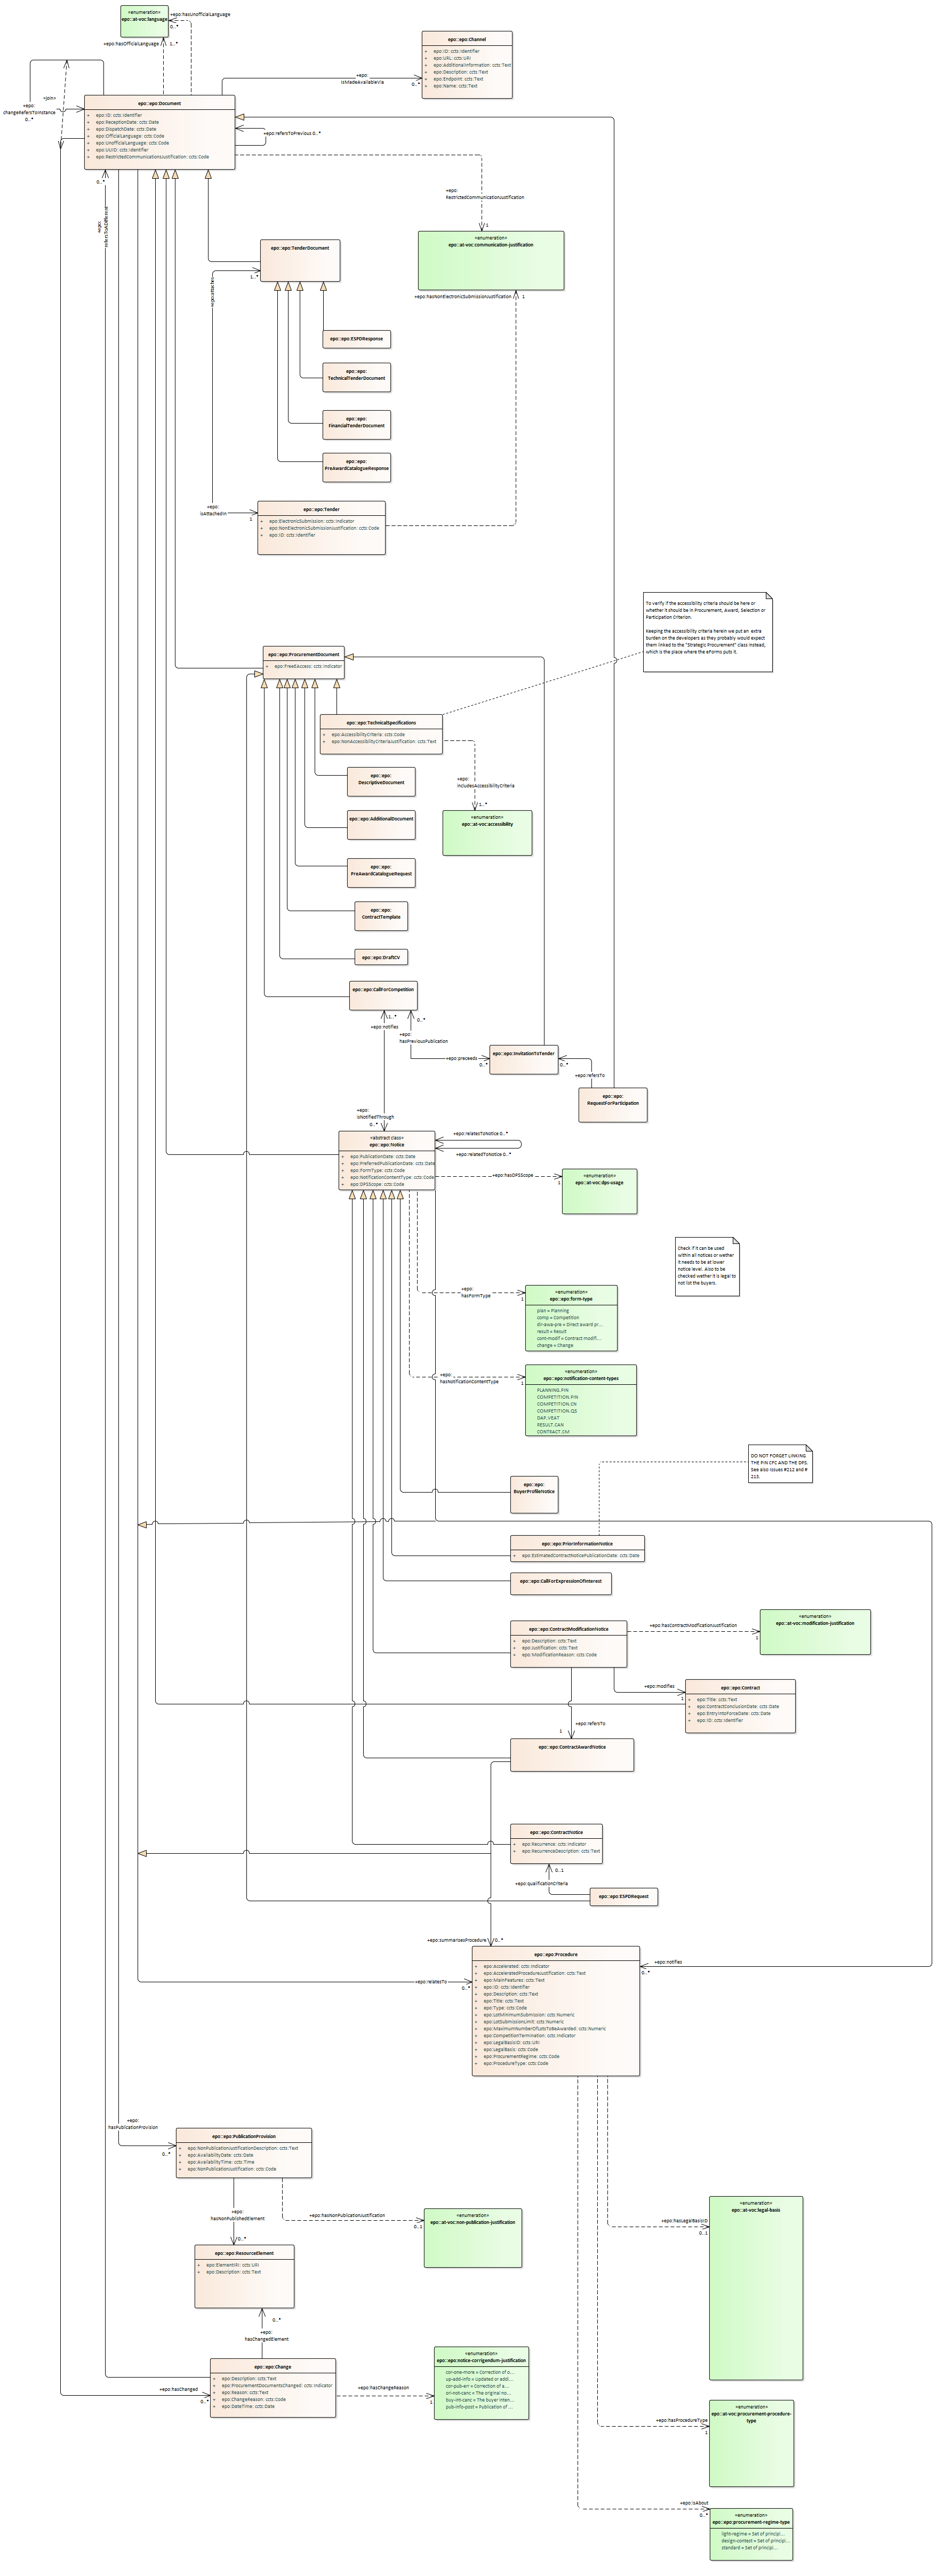 «enumeration»
epo::at-voc:language
+epo:hasUnofficialLanguage
0..*
+epo:hasOfficialLanguage
1..*
epo::epo:Channel
+ epo:ID: ccts:Identifier
+ epo:URL: ccts:URI
+ epo:AdditionalInformation: ccts:Text
+ epo:Description: ccts:Text
+ epo:Endpoint: ccts:Text
+ epo:Name: ccts:Text
+epo:
isMadeAvailableVia
0..*
«join»
+epo:
changeRefersToInstance
0..*
epo::epo:Document
+ epo:ID: ccts:Identifier
+ epo:ReceptionDate: ccts:Date
+ epo:DispatchDate: ccts:Date
+ epo:OfficialLanguage: ccts:Code
+ epo:UnofficialLanguage: ccts:Code
+ epo:UUID: ccts:Identifier
+ epo:RestrictedCommunicationsJustification: ccts:Code
+epo:refersToPrevious 0..*
0..*
+epo:
RestrictedCommunicationJustification
1
«enumeration»
epo::at-voc:communication-justification
+epo:hasNonElectronicSubmissionJustification
1
epo::epo:TenderDocument
1..*
epo::epo:ESPDResponse
epo::epo:
TechnicalTenderDocument
epo::epo:
FinancialTenderDocument
epo::epo:
PreAwardCatalogueResponse
+epo:
isAttachedIn
1
epo::epo:Tender
+ epo:ElectronicSubmission: ccts:Indicator
+ epo:NonElectronicSubmissionJustification: ccts:Code
+ epo:ID: ccts:Identifier
To verify if the accessibility criteria should be here or
whether it should be in Procurement, Award, Selection or
Participation Criterion.
Keeping the accessibility criteria herein we put an extra
burden on the developers as they probably would expect
them linked to the "Strategic Procurement" class instead,
which is the place where the eForms puts it.
epo::epo:ProcurementDocument
+ epo:FreeEAccess: ccts:Indicator
epo::epo:TechnicalSpecifications
+ epo:AccessibilityCriteria: ccts:Code
+ epo:NonAccessibilityCriteriaJustification: ccts:Text
+epo:
includesAccessibilityCriteria
1..*
«enumeration»
epo::at-voc:accessibility
epo::epo:
DescriptiveDocument
epo::epo:AdditionalDocument
epo::epo:
PreAwardCatalogueRequest
epo::epo:
ContractTemplate
epo::epo:DraftCV
epo::epo:CallForCompetition
1..*
+epo:notifies
0..*
+epo:
hasPreviousPublication
+epo:preceeds
0..*
epo::epo:InvitationToTender
0..*
+epo:refersTo
epo::epo:
RequestForParticipation
+epo:
isNotifiedThrough
0..*
«abstract class»
epo::epo:Notice
+ epo:PublicationDate: ccts:Date
+ epo:PreferredPublicationDate: ccts:Date
+ epo:FormType: ccts:Code
+ epo:NotificationContentType: ccts:Code
+ epo:DPSScope: ccts:Code
+epo:relatesToNotice 0..*
+epo:relatedToNotice 0..*
+epo:hasDPSScope
1
«enumeration»
epo::at-voc:dps-usage
Check if it can be used
within all notices or wether
it needs to be at lower
notice level. Also to be
checked wether it is legal to
not list the buyers.
+epo:
hasFormType
1
«enumeration»
epo::epo:form-type
plan = Planning
comp = Competition
dir-awa-pre = Direct award pr...
result = Result
cont-modif = Contract modifi...
change = Change
+epo:
hasNotificationContentType
1
«enumeration»
epo::epo:notification-content-types
PLANNING.PIN
COMPETITION.PIN
COMPETITION.CN
COMPETITION.QS
DAP.VEAT
RESULT.CAN
CONTRACT.CM
DO NOT FORGET LINKING
THE PIN CFC AND THE DPS.
See also issues #212 and #
215.
epo::epo:
BuyerProfileNotice
epo::epo:PriorInformationNotice
+ epo:EstimatedContractNoticePublicationDate: ccts:Date
epo::epo:CallForExpressionOfInterest
epo::epo:ContractModificationNotice
+ epo:Description: ccts:Text
+ epo:Justification: ccts:Text
+ epo:ModificationReason: ccts:Code
+epo:hasContractModificationJustification
1
«enumeration»
epo::at-voc:modification-justification
+epo:modifies
1
epo::epo:Contract
+ epo:Title: ccts:Text
+ epo:ContractConclusionDate: ccts:Date
+ epo:EntryIntoForceDate: ccts:Date
+ epo:ID: ccts:Identifier
+epo:refersTo
1
epo::epo:ContractAwardNotice
epo::epo:ContractNotice
+ epo:Recurrence: ccts:Indicator
+ epo:RecurrenceDescription: ccts:Text
0..1
+epo:qualificationCriteria
epo::epo:ESPDRequest
+epo:summarisesProcedure
0..*
epo::epo:Procedure
+ epo:Accelerated: ccts:Indicator
+ epo:AcceleratedProcedureJustification: ccts:Text
+ epo:MainFeatures: ccts:Text
+ epo:ID: ccts:Identifier
+ epo:Description: ccts:Text
+ epo:Title: ccts:Text
+ epo:Type: ccts:Code
+ epo:LotMinimumSubmission: ccts:Numeric
+ epo:LotSubmissionLimit: ccts:Numeric
+ epo:MaximumNumberOfLotsToBeAwarded: ccts:Numeric
+ epo:CompetitionTermination: ccts:Indicator
+ epo:LegalBasisID: ccts:URI
+ epo:LegalBasis: ccts:Code
+ epo:ProcurementRegime: ccts:Code
+ epo:ProcedureType: ccts:Code
+epo:notifies
0..*
+epo:relatesTo
0..*
+epo:
hasPublicationProvision
0..*
epo::epo:PublicationProvision
+ epo:NonPublicationJustificationDescription: ccts:Text
+ epo:AvailabilityDate: ccts:Date
+ epo:AvailabilityTime: ccts:Time
+ epo:NonPublicationJustification: ccts:Code
+epo:
hasNonPublishedElement
0..*
+epo:hasNonPublicationJustification
0..1
«enumeration»
epo::at-voc:non-publication-justification
epo::epo:ResourceElement
+ epo:ElementIRI: ccts:URI
+ epo:Description: ccts:Text
0..*
+epo:
hasChangedElement
epo::epo:Change
+ epo:Description: ccts:Text
+ epo:ProcurementDocumentsChanged: ccts:Indicator
+ epo:Reason: ccts:Text
+ epo:ChangeReason: ccts:Code
+ epo:DateTime: ccts:Date
+epo:hasChanged
0..*
+epo:hasChangeReason
1
«enumeration»
epo::epo:notice-corrigendum-justification
cor-one-more = Correction of o...
up-add-info = Updated or addi...
cor-pub-err = Correction of a...
ori-not-canc = The original no...
buy-int-canc = The buyer inten...
pub-info-post = Publication of ...
+epo:hasLegalBasisID
0..1
«enumeration»
epo::at-voc:legal-basis
+epo:hasProcedureType
1
«enumeration»
epo::at-voc:procurement-procedure-
type
+epo:isAbout
0..*
«enumeration»
epo::epo:procurement-regime-type
light-regime = Set of principl...
design-contest = Set of principl...
standard = Set of principl...